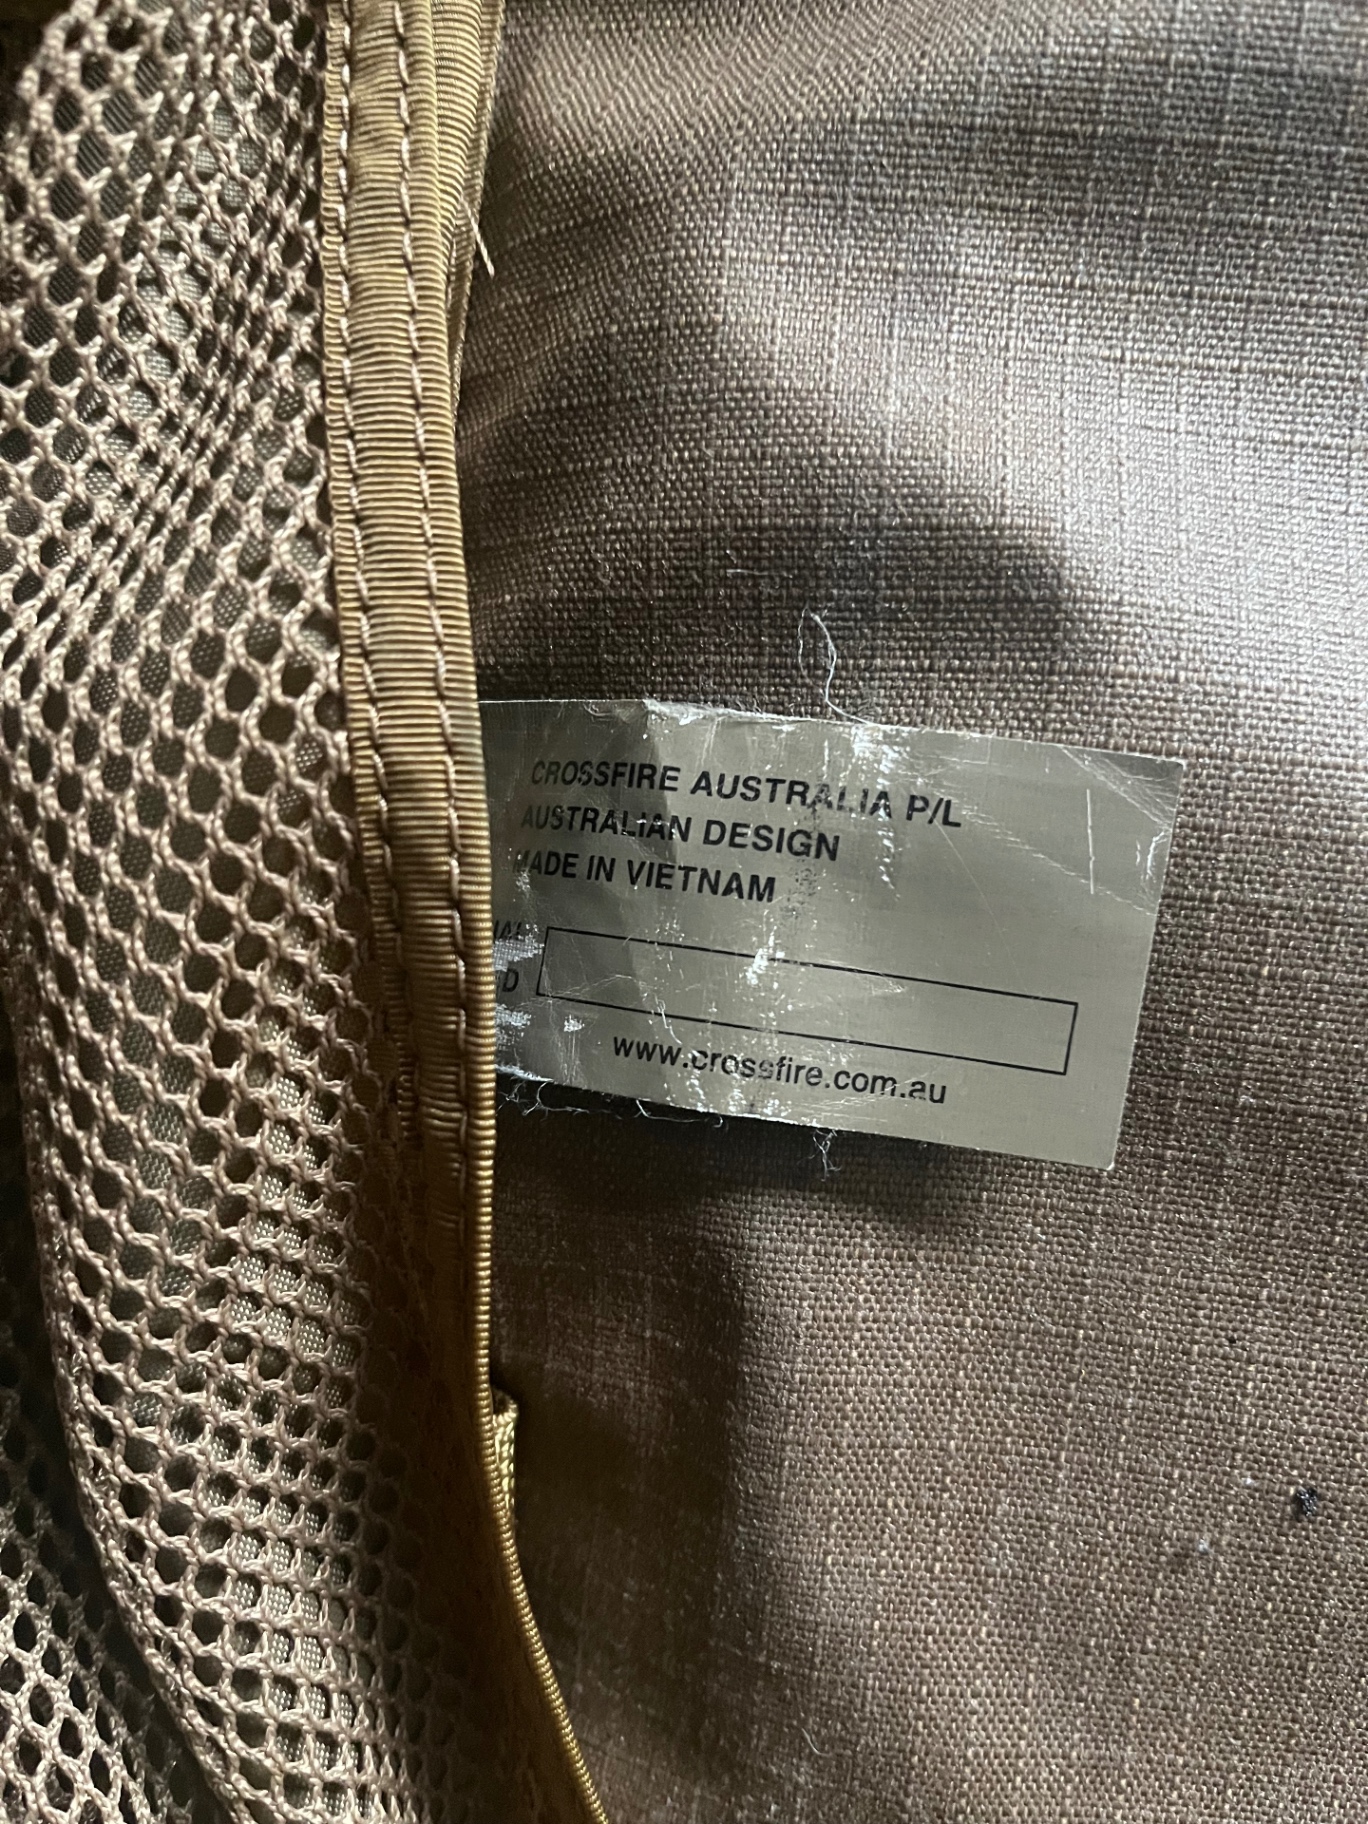 CROSSFIRE AUSTRALIA P/L
AUSTRALIAN DESIGN
MADE IN VIETNAM
www.crossfire.com.au